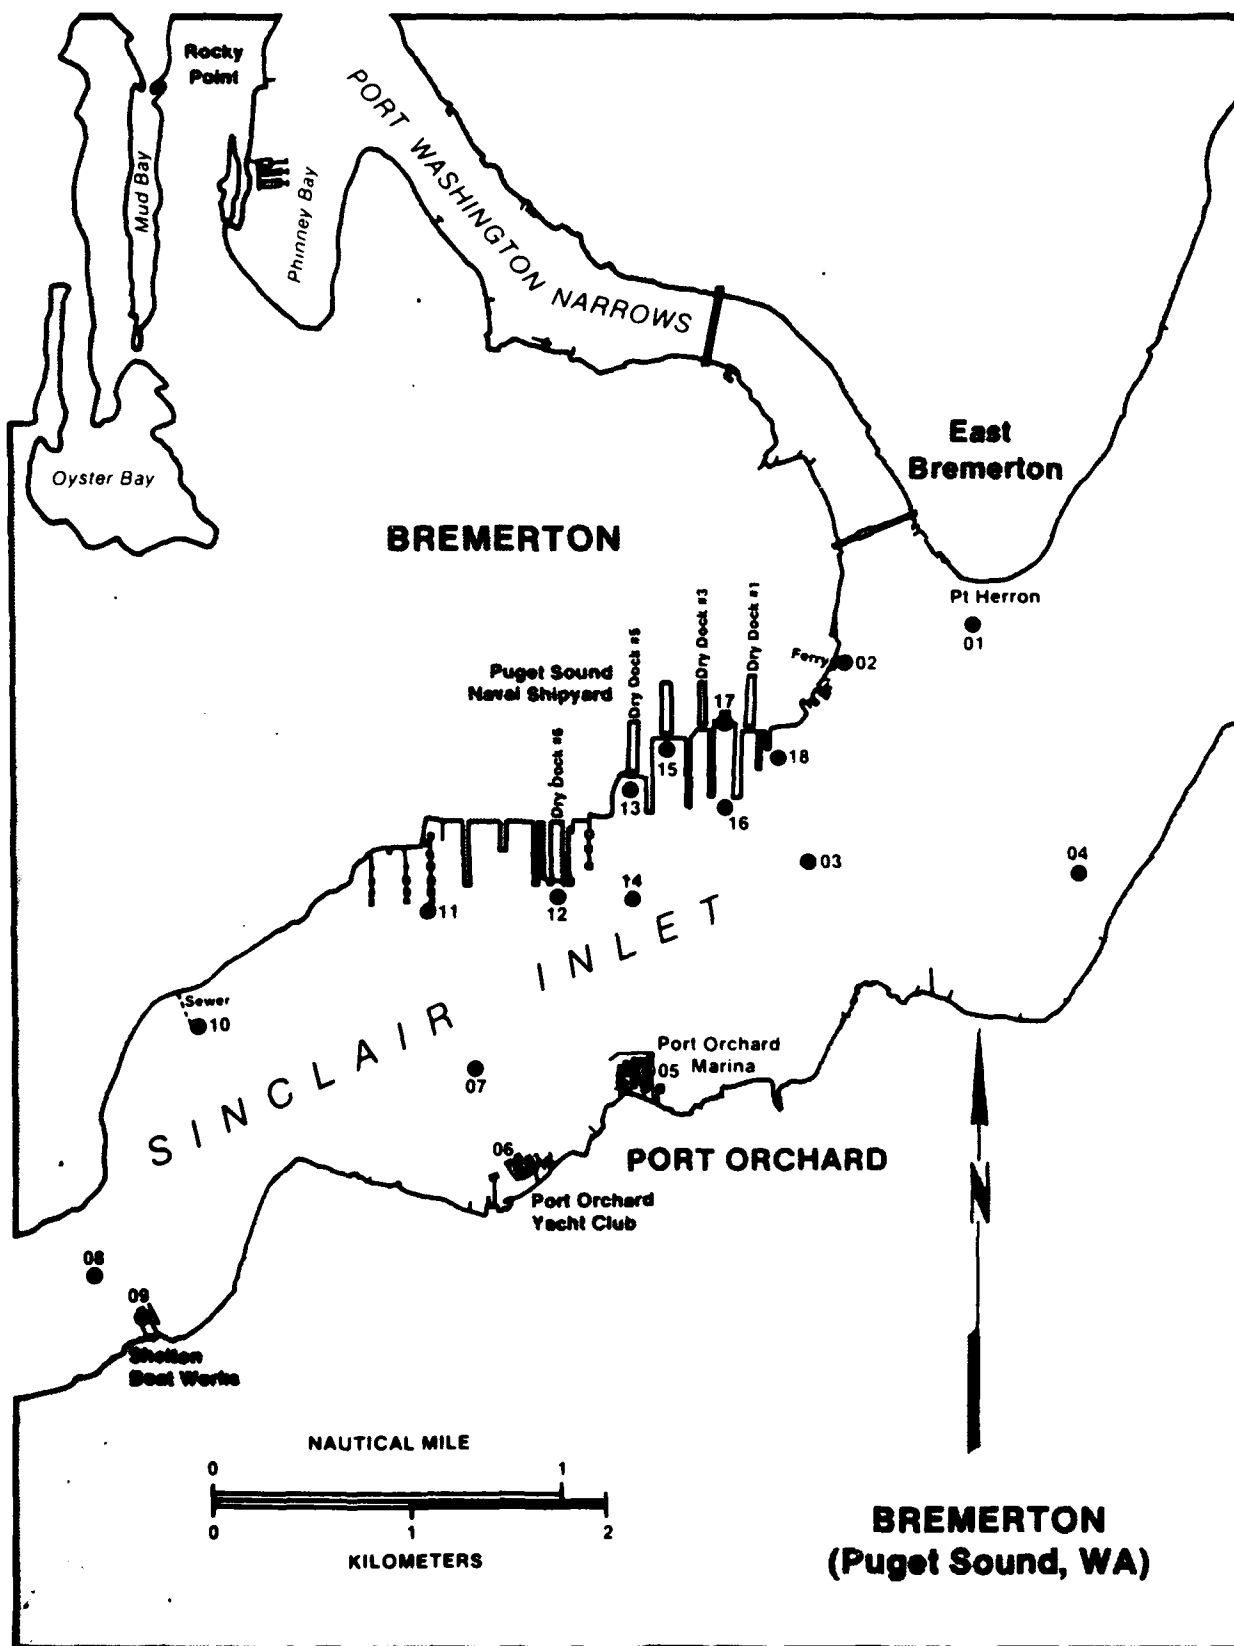 Rocky
Point
PORT WASHINGTON NARROWS
Mud Bay
Phinney Bay
Oyster Bay
East
Bremerton
BREMERTON
Pt Herron
01
Ferry
02
Dry Dock #1
Dry Dock #3
Dry Dock #5
Dry Dock #6
Puget Sound
Naval Shipyard
17
15
18
13
16
03
04
14
12
11
SINCLAIR INLET
Sewer
10
07
Port Orchard
Marina
05
06
PORT ORCHARD
Port Orchard
Yacht Club
N
08
09
Shelton
Boat Works
NAUTICAL MILE
0 1
0 1 2
KILOMETERS
BREMERTON
(Puget Sound, WA)